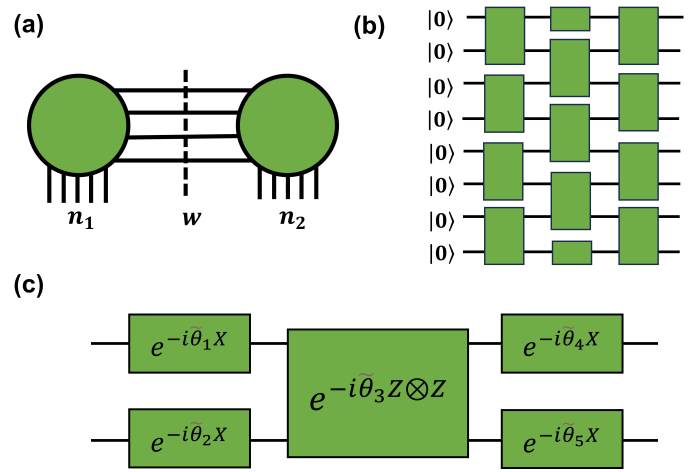 (a)
n₁ w n₂
(b)
|0⟩
|0⟩
|0⟩
|0⟩
|0⟩
|0⟩
|0⟩
|0⟩
(c)
e^{-iθ̃₁X} e^{-iθ̃₄X}
e^{-iθ̃₃Z⊗Z}
e^{-iθ̃₂X} e^{-iθ̃₅X}